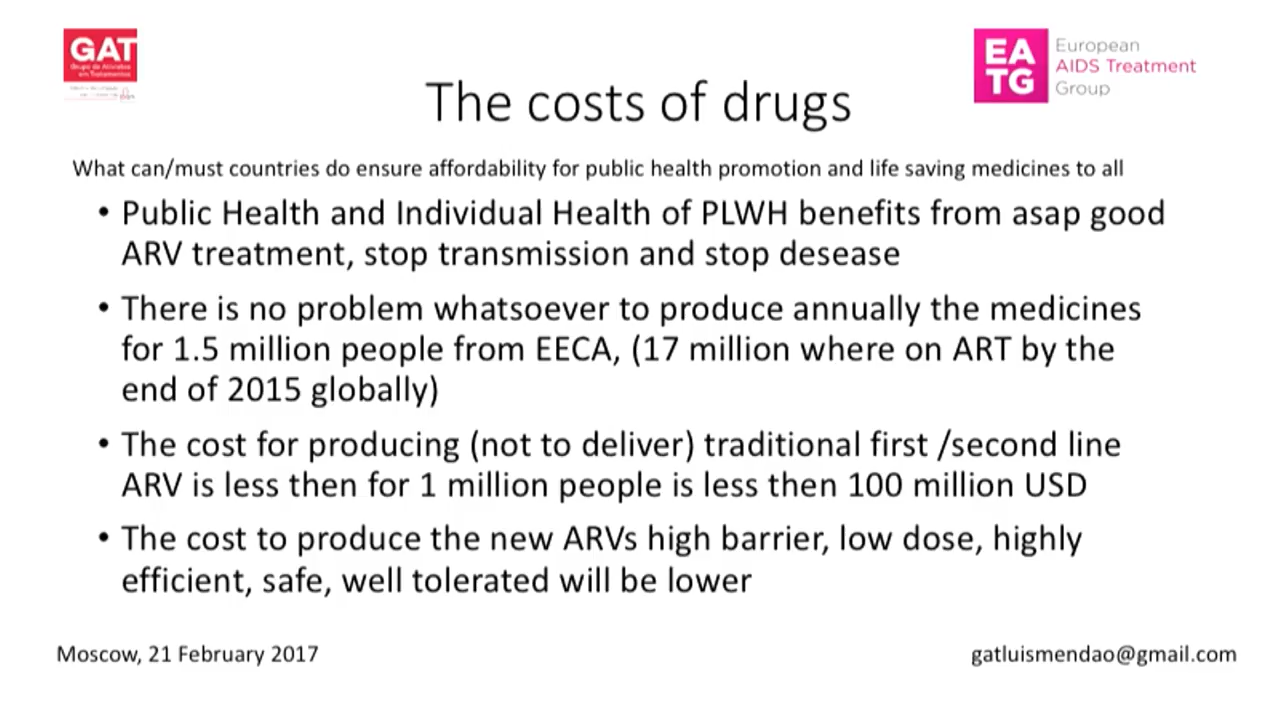 GAT
Grupo de Ativistas
em Tratamentos
EA
TG
European
AIDS Treatment
Group
The costs of drugs
What can/must countries do ensure affordability for public health promotion and life saving medicines to all
• Public Health and Individual Health of PLWH benefits from asap good
ARV treatment, stop transmission and stop desease
• There is no problem whatsoever to produce annually the medicines
for 1.5 million people from EECA, (17 million where on ART by the
end of 2015 globally)
• The cost for producing (not to deliver) traditional first /second line
ARV is less then for 1 million people is less then 100 million USD
• The cost to produce the new ARVs high barrier, low dose, highly
efficient, safe, well tolerated will be lower
Moscow, 21 February 2017
gatluismendao@gmail.com